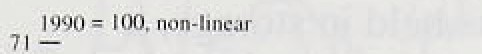 1990 = 100, non-linear
71 —